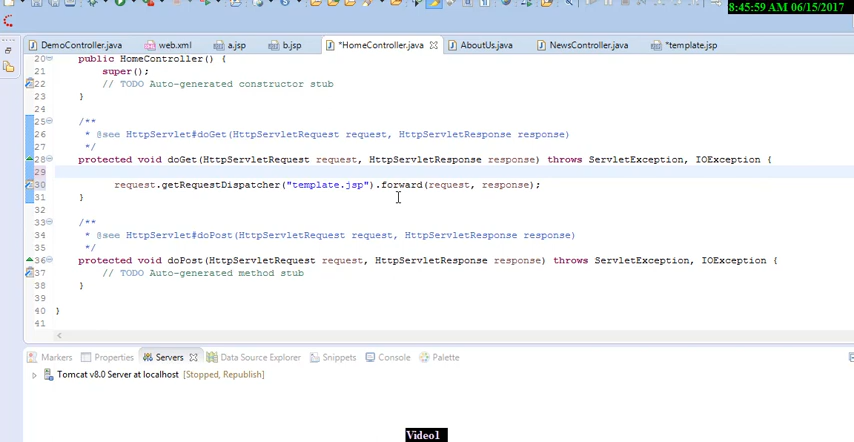 8:45:59 AM 06/15/2017
DemoController.java web.xml a.jsp b.jsp *HomeController.java AboutUs.java NewsController.java *template.jsp
20 public HomeController() {
21 super();
22 // TODO Auto-generated constructor stub
23 }
24
25 /**
26 * @see HttpServlet#doGet(HttpServletRequest request, HttpServletResponse response)
27 */
28 protected void doGet(HttpServletRequest request, HttpServletResponse response) throws ServletException, IOException {
29
30 request.getRequestDispatcher("template.jsp").forward(request, response);
31 }
32
33 /**
34 * @see HttpServlet#doPost(HttpServletRequest request, HttpServletResponse response)
35 */
36 protected void doPost(HttpServletRequest request, HttpServletResponse response) throws ServletException, IOException {
37 // TODO Auto-generated method stub
38 }
39
40 }
41
Markers Properties Servers Data Source Explorer Snippets Console Palette
Tomcat v8.0 Server at localhost [Stopped, Republish]
Video1